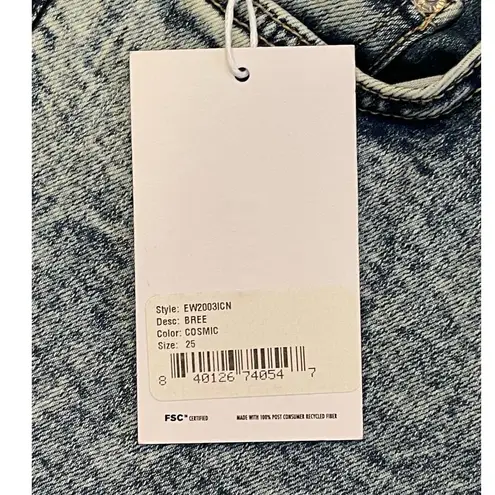 Style: EW2003ICN
Desc: BREE
Color: COSMIC
Size: 25
8 40126 74054 7
FSC® CERTIFIED MADE WITH 100% POST CONSUMER RECYCLED FIBER